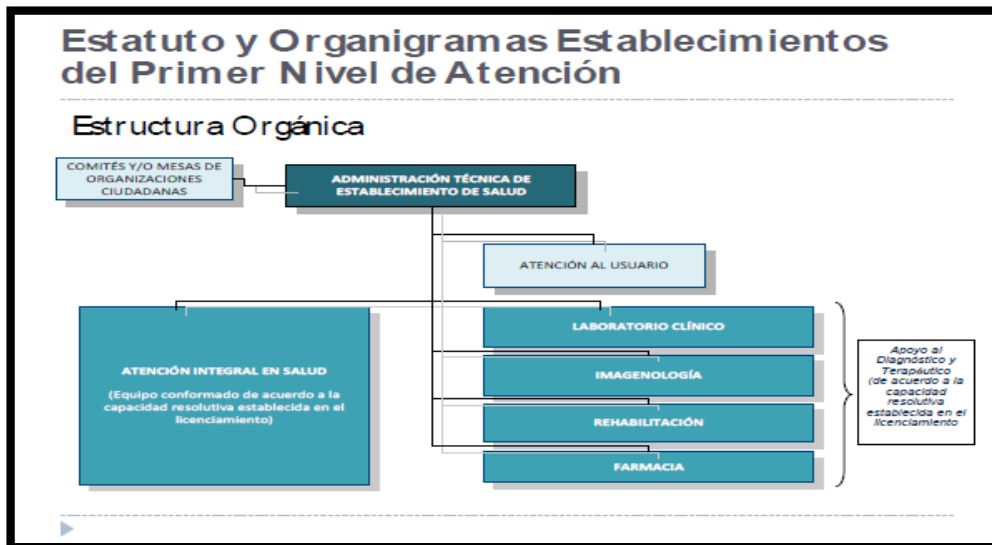 Estatuto y Organigramas Establecimientos
del Primer Nivel de Atención
Estructura Orgánica
COMITÉS Y/O MESAS DE
ORGANIZACIONES
CIUDADANAS
ADMINISTRACIÓN TÉCNICA DE
ESTABLECIMIENTO DE SALUD
ATENCIÓN AL USUARIO
ATENCIÓN INTEGRAL EN SALUD
(Equipo conformado de acuerdo a la
capacidad resolutiva establecida en el
licenciamiento)
LABORATORIO CLÍNICO
IMAGENOLOGÍA
REHABILITACIÓN
FARMACIA
Apoyo al
Diagnóstico y
Terapáutico
(de acuerdo a la
capacidad
resolutiva
establecida en el
licenciamiento